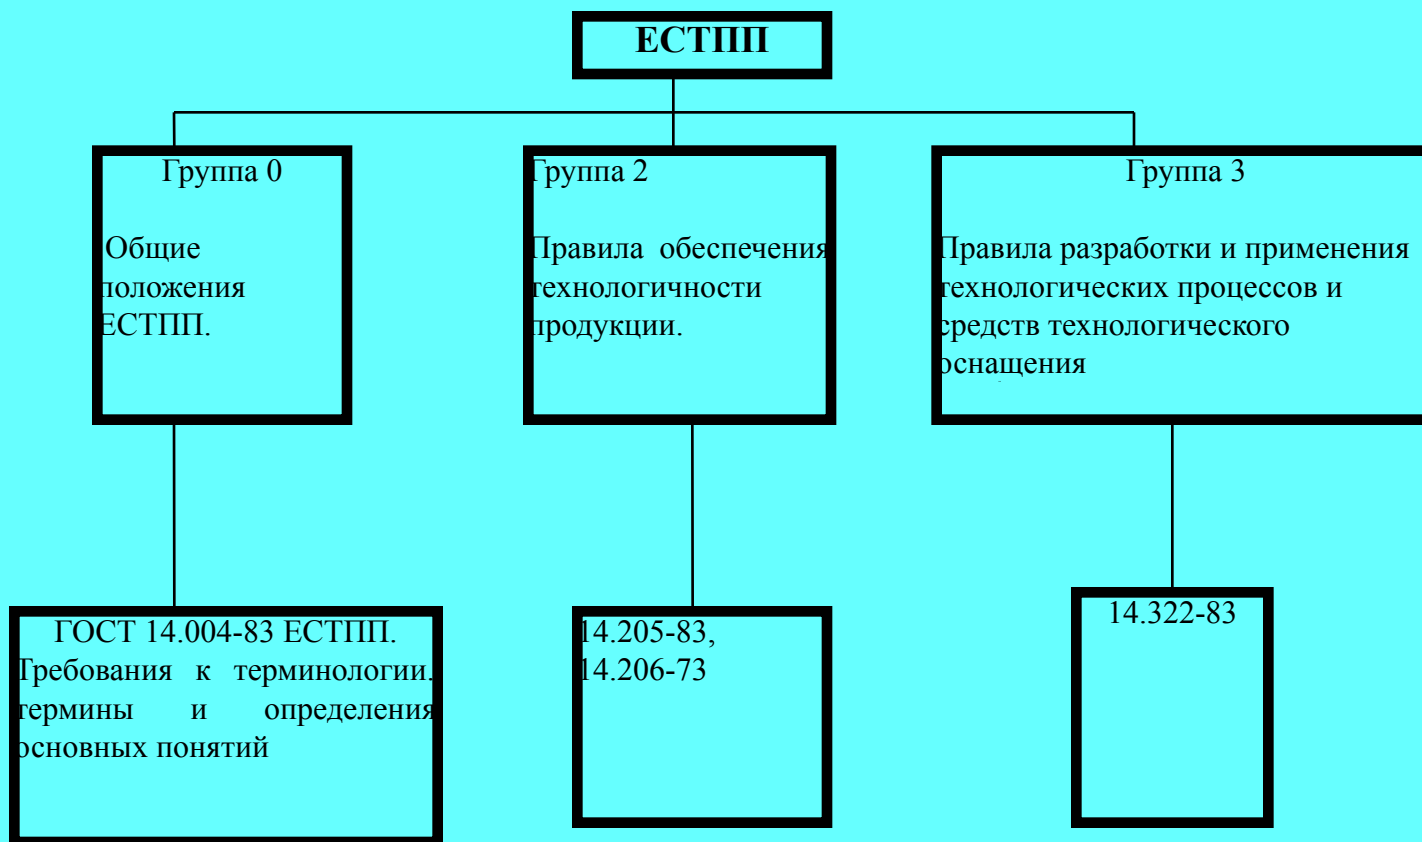 ЕСТПП
Группа 0
Общие
положения
ЕСТПП.
Группа 2
Правила обеспечения
технологичности
продукции.
Группа 3
Правила разработки и применения
технологических процессов и
средств технологического
оснащения
ГОСТ 14.004-83 ЕСТПП.
Требования к терминологии.
термины и определения
основных понятий
14.205-83,
14.206-73
14.322-83